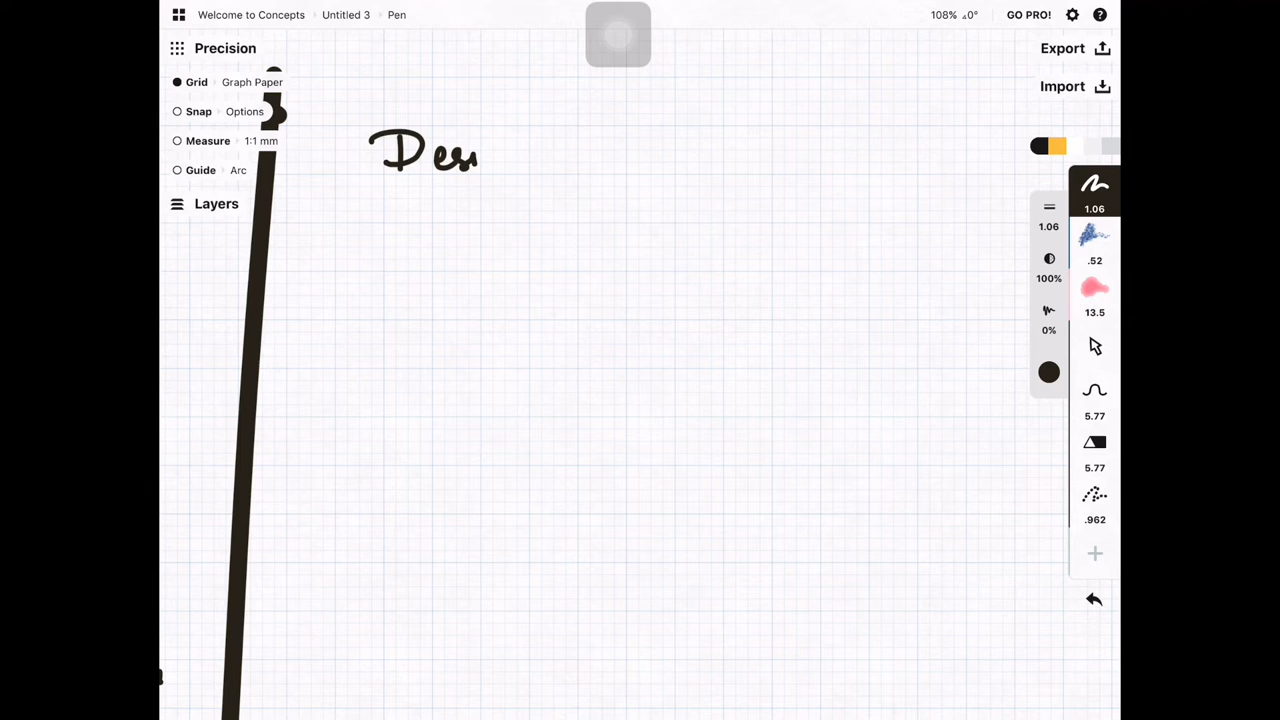 Welcome to Concepts › Untitled 3 › Pen
108% ⊿0° GO PRO!
Precision
Grid › Graph Paper
Snap › Options
Measure › 1:1 mm
Guide › Arc
Layers
Export
Import
Des
1.06
1.06
100%
0%
.52
13.5
5.77
5.77
.962